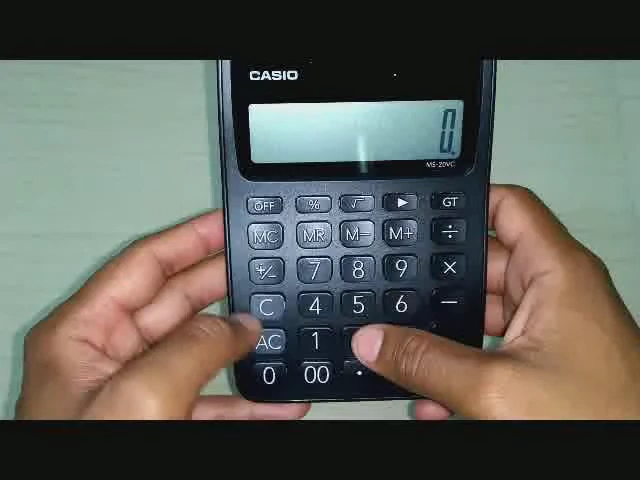 CASIO
0.
MS-20VC
OFF % √ ▶ GT
MC MR M− M+ ÷
+/− 7 8 9 ×
C 4 5 6 −
AC 1
0 00 ·